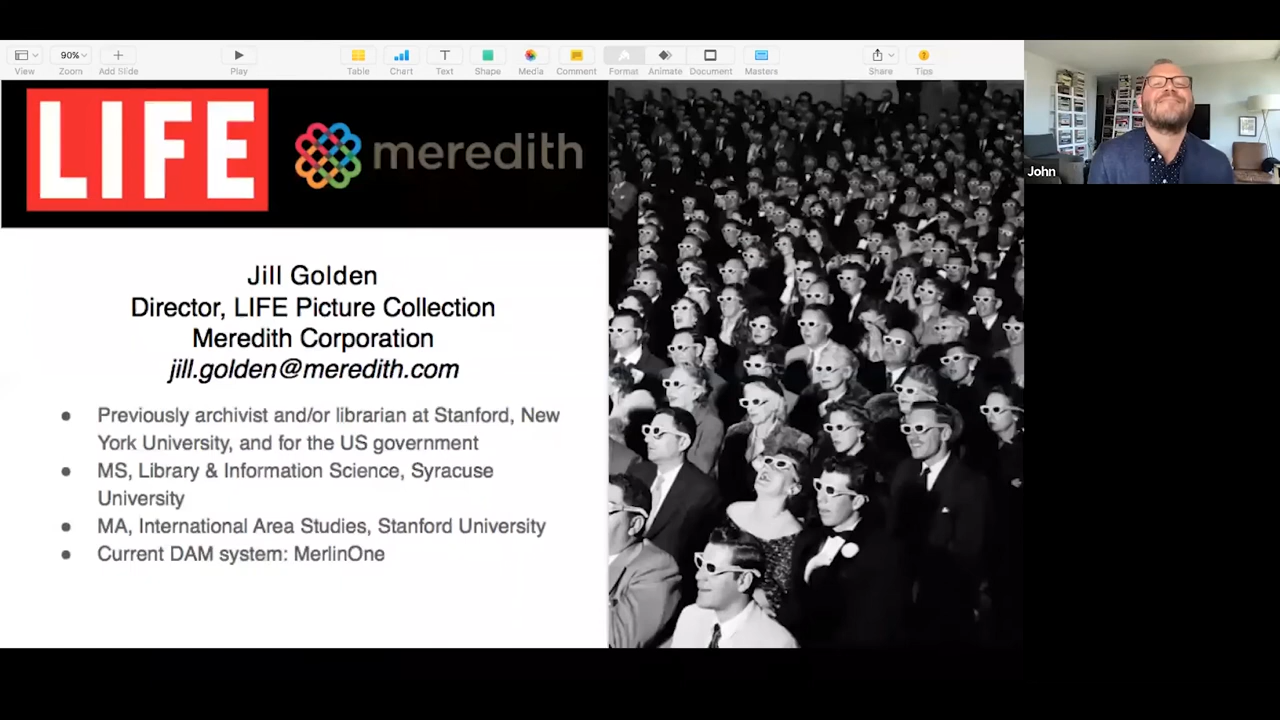 View
90%
Zoom
Add Slide
Play
Table
Chart
T
Text
Shape
Media
Comment
Format
Animate
Document
Masters
Share
Tips
LIFE
meredith
John
Jill Golden
Director, LIFE Picture Collection
Meredith Corporation
jill.golden@meredith.com
● Previously archivist and/or librarian at Stanford, New
York University, and for the US government
● MS, Library & Information Science, Syracuse
University
● MA, International Area Studies, Stanford University
● Current DAM system: MerlinOne